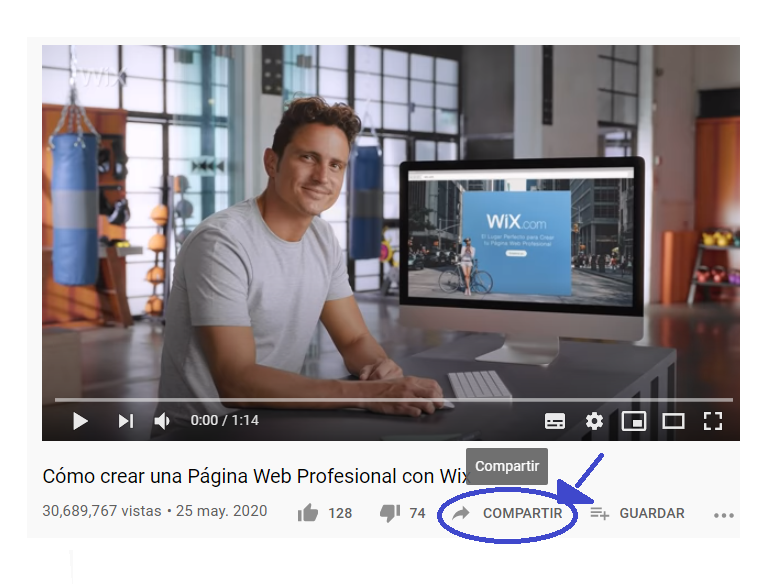 WiX
WiX.com
El Lugar Perfecto para Crear
tu Página Web Profesional
0:00 / 1:14
Compartir
Cómo crear una Página Web Profesional con Wix
30,689,767 vistas • 25 may. 2020
128
74
COMPARTIR
GUARDAR